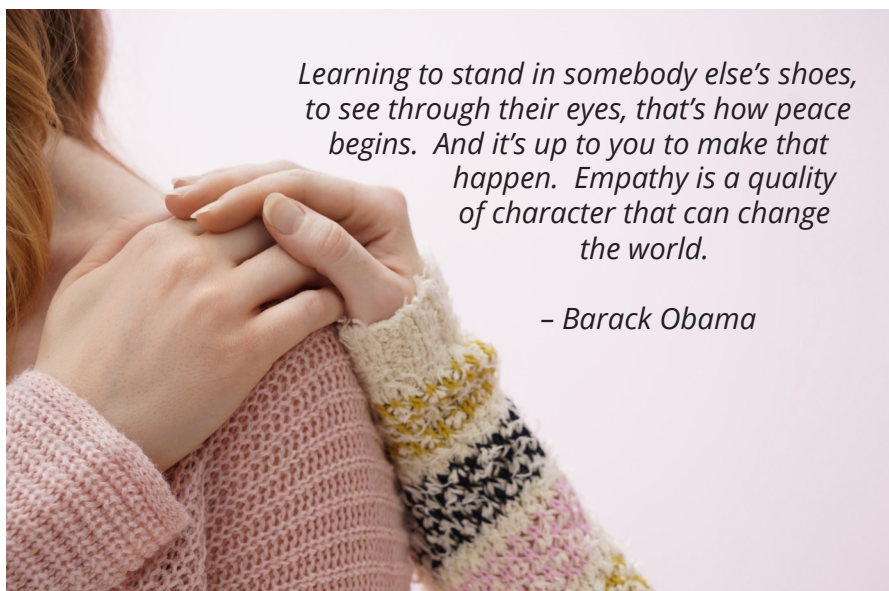 Learning to stand in somebody else’s shoes,
to see through their eyes, that’s how peace
begins.  And it’s up to you to make that
happen.  Empathy is a quality
of character that can change
the world.
– Barack Obama